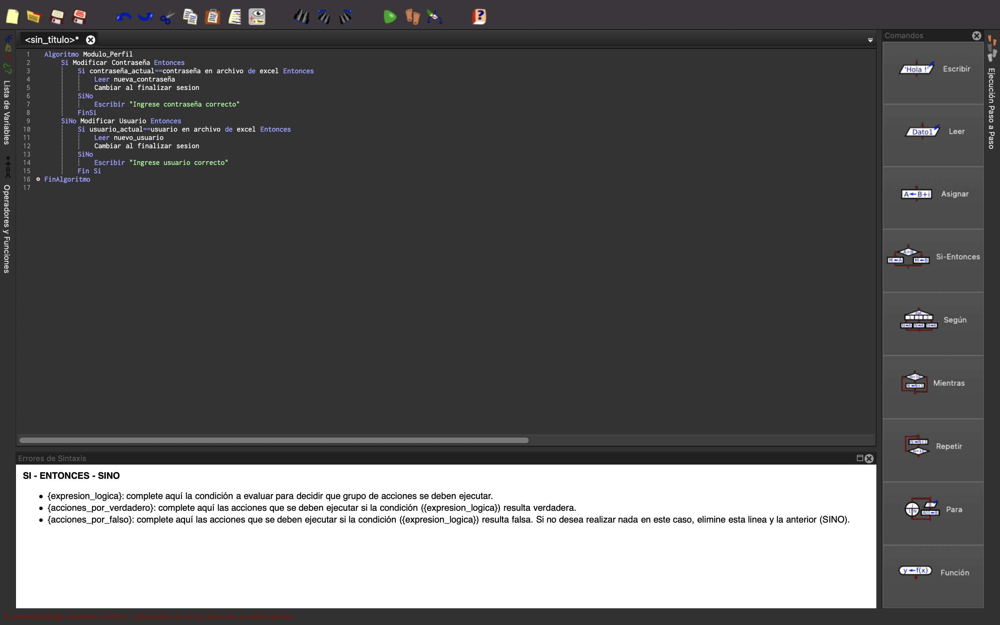 <sin_titulo>*
1 Algoritmo Modulo_Perfil
2 Si Modificar Contraseña Entonces
3 Si contraseña_actual==contraseña en archivo de excel Entonces
4 Leer nueva_contraseña
5 Cambiar al finalizar sesion
6 SiNo
7 Escribir "Ingrese contraseña correcto"
8 FinSi
9 SiNo Modificar Usuario Entonces
10 Si usuario_actual==usuario en archivo de excel Entonces
11 Leer nuevo_usuario
12 Cambiar al finalizar sesion
13 SiNo
14 Escribir "Ingrese usuario correcto"
15 Fin Si
16 FinAlgoritmo
17
Lista de Variables
*+=<
Operadores y Funciones
Errores de Sintaxis
SI - ENTONCES - SINO
• {expresion_logica}: complete aquí la condición a evaluar para decidir que grupo de acciones se deben ejecutar.
• {acciones_por_verdadero}: complete aquí las acciones que se deben ejecutar si la condición ({expresion_logica}) resulta verdadera.
• {acciones_por_falso}: complete aquí las acciones que se deben ejecutar si la condición ({expresion_logica}) resulta falsa. Si no desea realizar nada en este caso, elimine esta linea y la anterior (SINO).
El pseudocódigo contiene errores. Seleccione un error para ver su descripción.
Comandos
'Hola !' Escribir
Dato1 Leer
A←B+i Asignar
A>B M←A M←B Si-Entonces
Según
Mientras
Repetir
Para
y←f(x) Función
Ejecución Paso a Paso